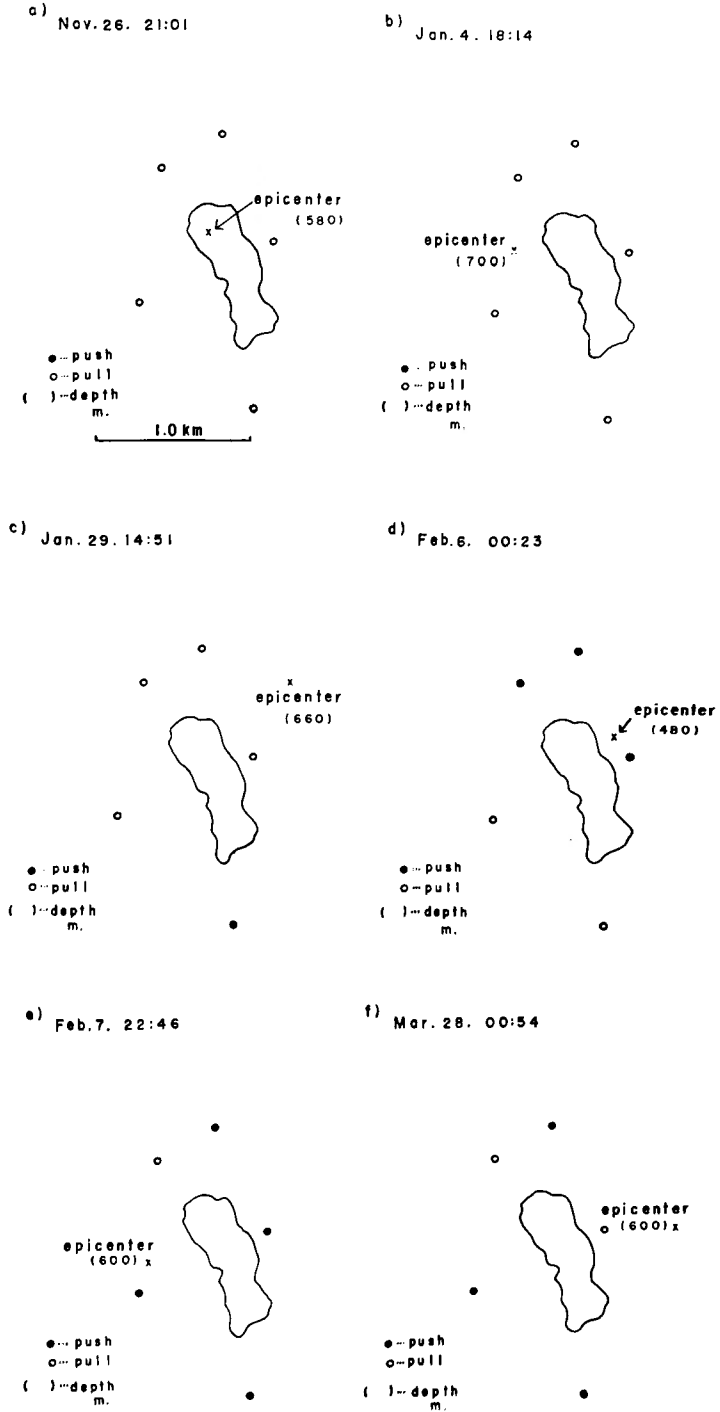 a) Nov. 26. 21:01
epicenter
(580)
●···push
○···pull
( )···depth
m.
1.0 km
b) Jan. 4. 18:14
epicenter
(700)
● . push
○···pull
( )···depth
m.
c) Jan. 29. 14:51
epicenter
(660)
● . push
○···pull
( )···depth
m.
d) Feb. 6. 00:23
epicenter
(480)
●···push
○···pull
( )···depth
m.
e) Feb. 7. 22:46
epicenter
(600)
●···push
○···pull
( )···depth
m.
f) Mar. 28. 00:54
epicenter
(600)
●···push
○···pull
( )···depth
m.